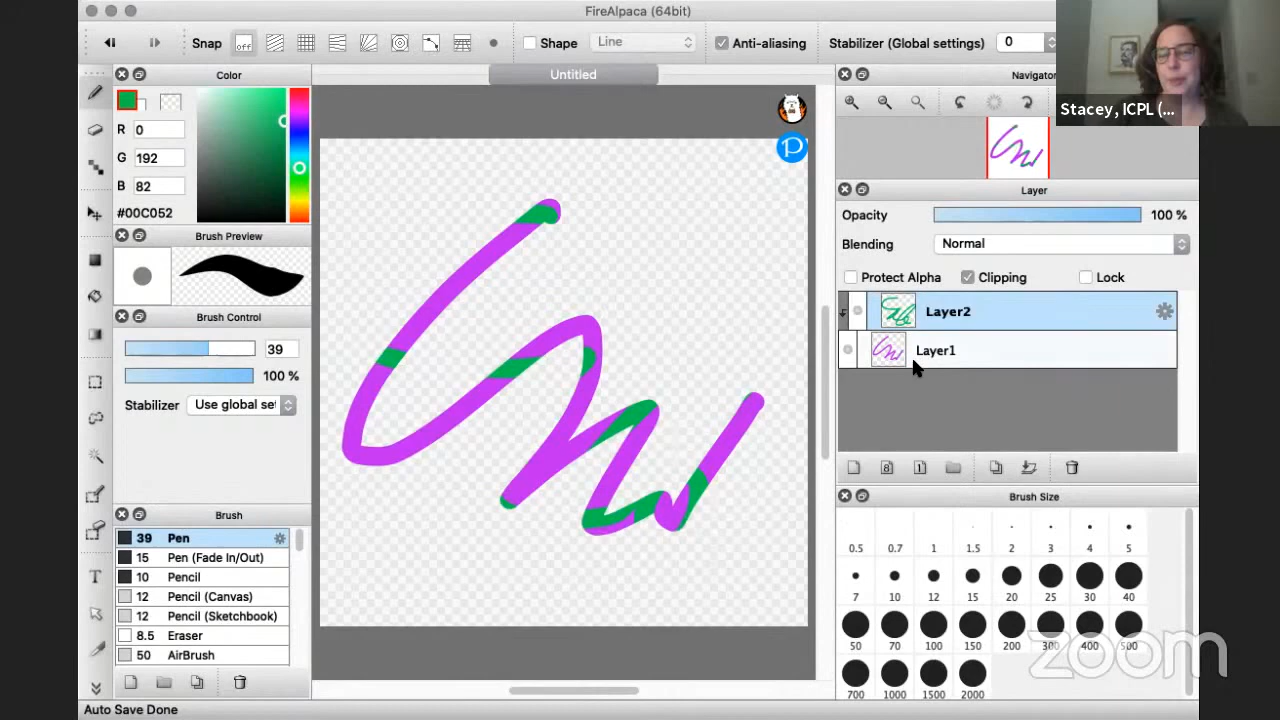 FireAlpaca (64bit)
Snap off Shape Line Anti-aliasing Stabilizer (Global settings) 0
Untitled
Color
R 0
G 192
B 82
#00C052
Brush Preview
Brush Control
39
100 %
Stabilizer Use global set
Brush
39 Pen
15 Pen (Fade In/Out)
10 Pencil
12 Pencil (Canvas)
12 Pencil (Sketchbook)
8.5 Eraser
50 AirBrush
Auto Save Done
Navigator
Stacey, ICPL (...
Layer
Opacity 100 %
Blending Normal
Protect Alpha Clipping Lock
Layer2
Layer1
8 1
Brush Size
0.5 0.7 1 1.5 2 3 4 5
7 10 12 15 20 25 30 40
50 70 100 150 200 300 400 500
700 1000 1500 2000
zoom